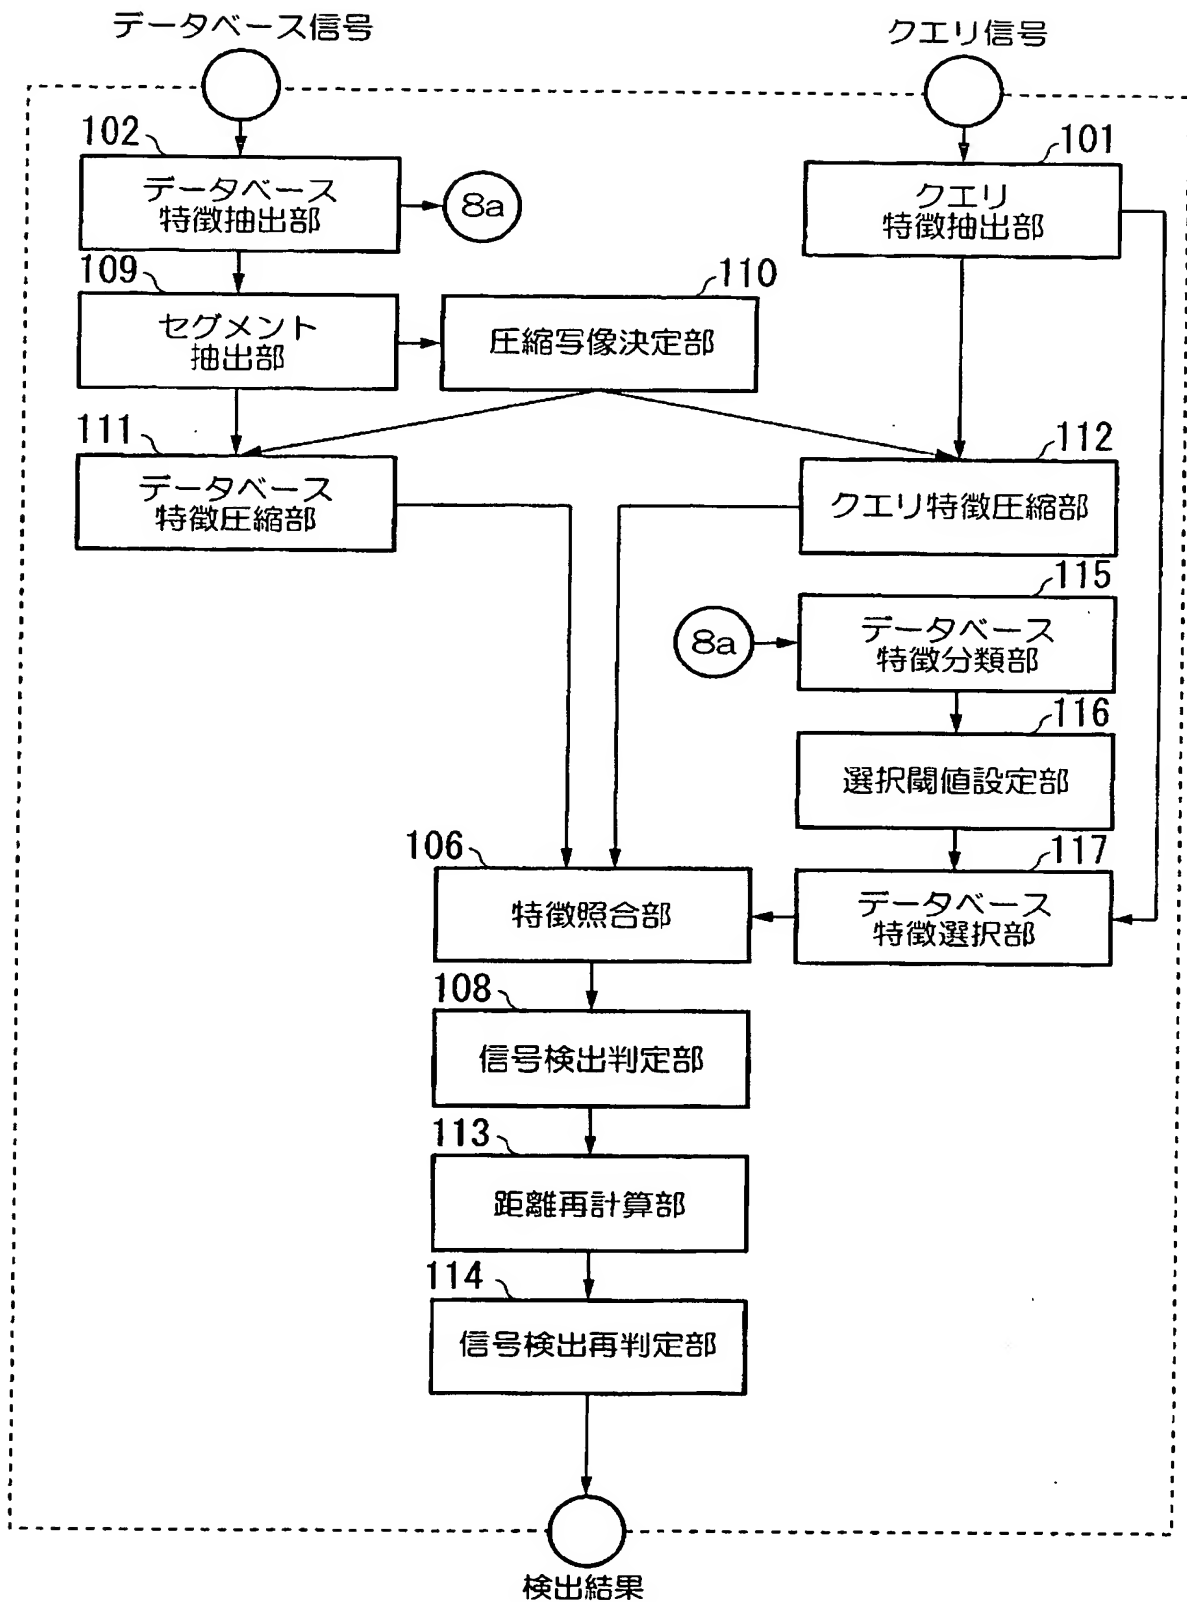 データベース信号
クエリ信号
102
データベース
特徴抽出部
8a
101
クエリ
特徴抽出部
109
セグメント
抽出部
110
圧縮写像決定部
111
データベース
特徴圧縮部
112
クエリ特徴圧縮部
8a
115
データベース
特徴分類部
116
選択閾値設定部
106
特徴照合部
117
データベース
特徴選択部
108
信号検出判定部
113
距離再計算部
114
信号検出再判定部
検出結果